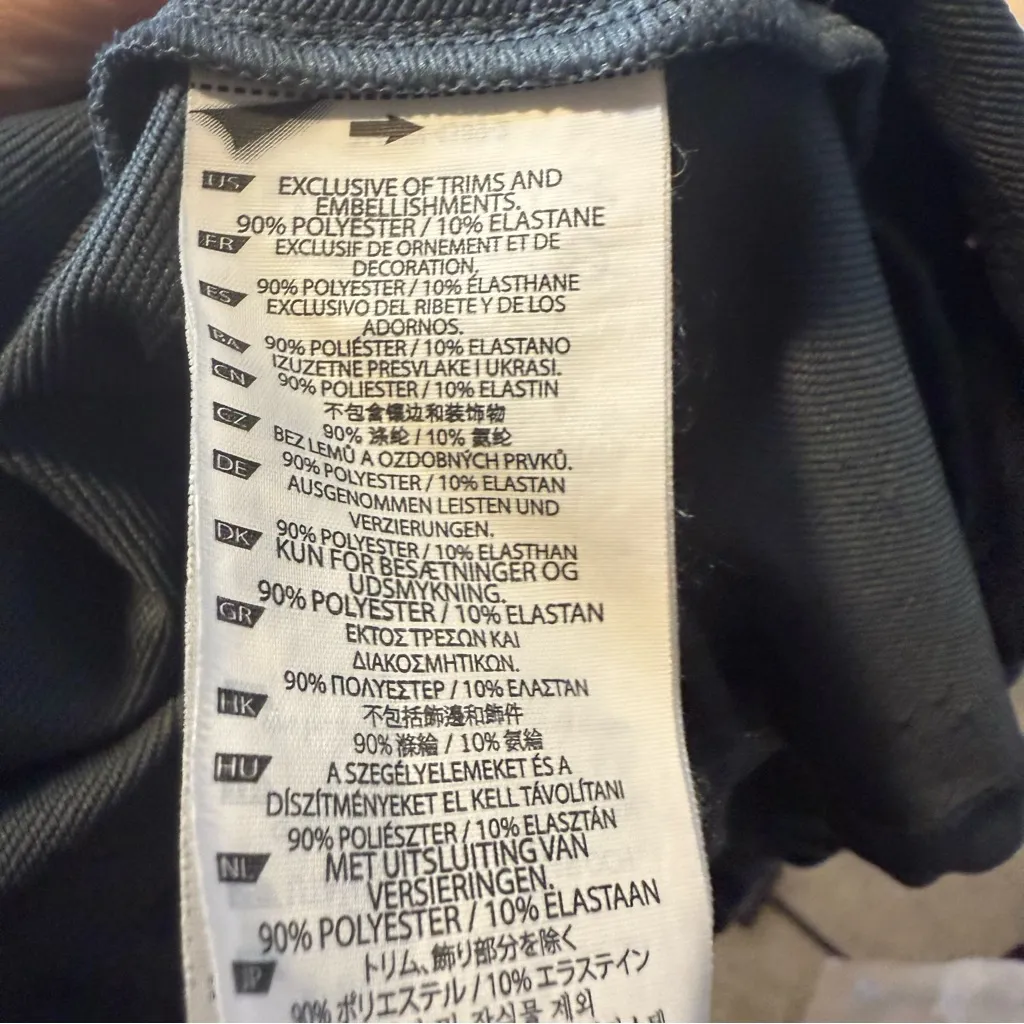 US EXCLUSIVE OF TRIMS AND
EMBELLISHMENTS.
90% POLYESTER / 10% ELASTANE
FR EXCLUSIF DE ORNEMENT ET DE
DECORATION,
90% POLYESTER / 10% ÉLASTHANE
ES EXCLUSIVO DEL RIBETE Y DE LOS
ADORNOS.
90% POLIÉSTER / 10% ELASTANO
BA IZUZETNE PRESVLAKE I UKRASI.
90% POLIESTER / 10% ELASTIN
CN 不包含镶边和装饰物
90% 涤纶 / 10% 氨纶
CZ BEZ LEMŮ A OZDOBNÝCH PRVKŮ.
90% POLYESTER / 10% ELASTAN
DE AUSGENOMMEN LEISTEN UND
VERZIERUNGEN.
90% POLYESTER / 10% ELASTHAN
DK KUN FOR BESÆTNINGER OG
UDSMYKNING.
90% POLYESTER / 10% ELASTAN
GR ΕΚΤΟΣ ΤΡΕΣΩΝ ΚΑΙ
ΔΙΑΚΟΣΜΗΤΙΚΩΝ.
90% ΠΟΛΥΕΣΤΕΡ / 10% ΕΛΑΣΤΑΝ
HK 不包括飾邊和飾件
90% 滌綸 / 10% 氨綸
HU A SZEGÉLYELEMEKET ÉS A
DÍSZÍTMÉNYEKET EL KELL TÁVOLÍTANI
90% POLIÉSZTER / 10% ELASZTÁN
NL MET UITSLUITING VAN
VERSIERINGEN.
90% POLYESTER / 10% ELASTAAN
JP トリム、飾り部分を除く
90% ポリエステル / 10% エラステイン
장식물 제외